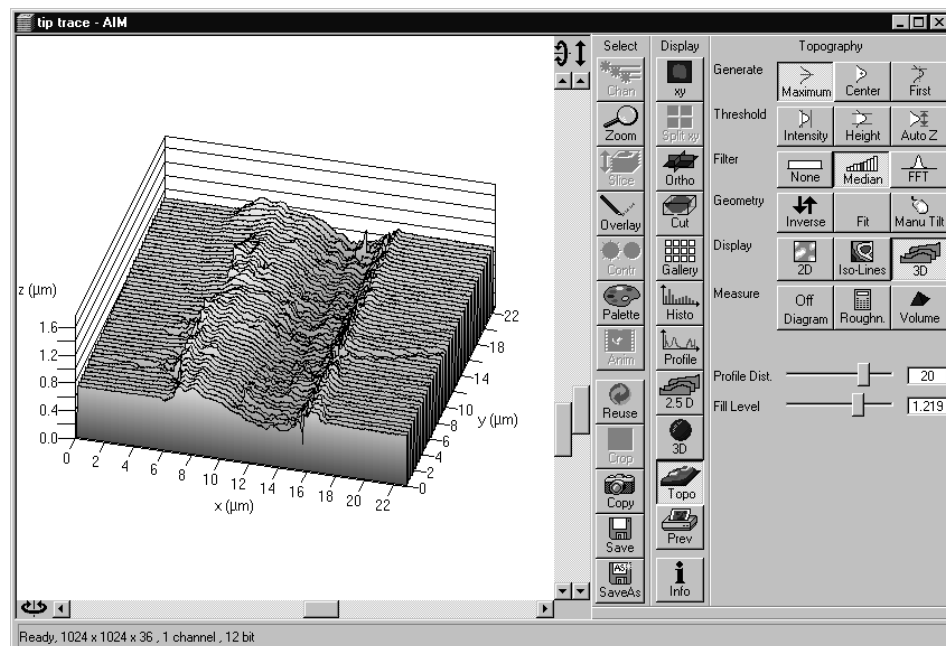 tip trace - AIM
Select
Display
Topography
Chan
Zoom
Slice
Overlay
Contr
Palette
Anim
Reuse
Crop
Copy
Save
AS
SaveAs
xy
Split xy
Ortho
Cut
Gallery
Histo
Profile
2.5 D
3D
Topo
Prev
Info
Generate
Maximum Center First
Threshold
Intensity Height Auto Z
Filter
None Median FFT
Geometry
Inverse Fit Manu Tilt
Display
2D Iso-Lines 3D
Measure
Off
Diagram Roughn. Volume
Profile Dist. 20
Fill Level 1.219
z (µm)
1.6
1.2
0.8
0.4
0.0
0 2 4 6 8 10 12 14 16 18 20 22
x (µm)
22
18
14
10
8
6
4
2
0
y (µm)
Ready, 1024 x 1024 x 36 , 1 channel , 12 bit